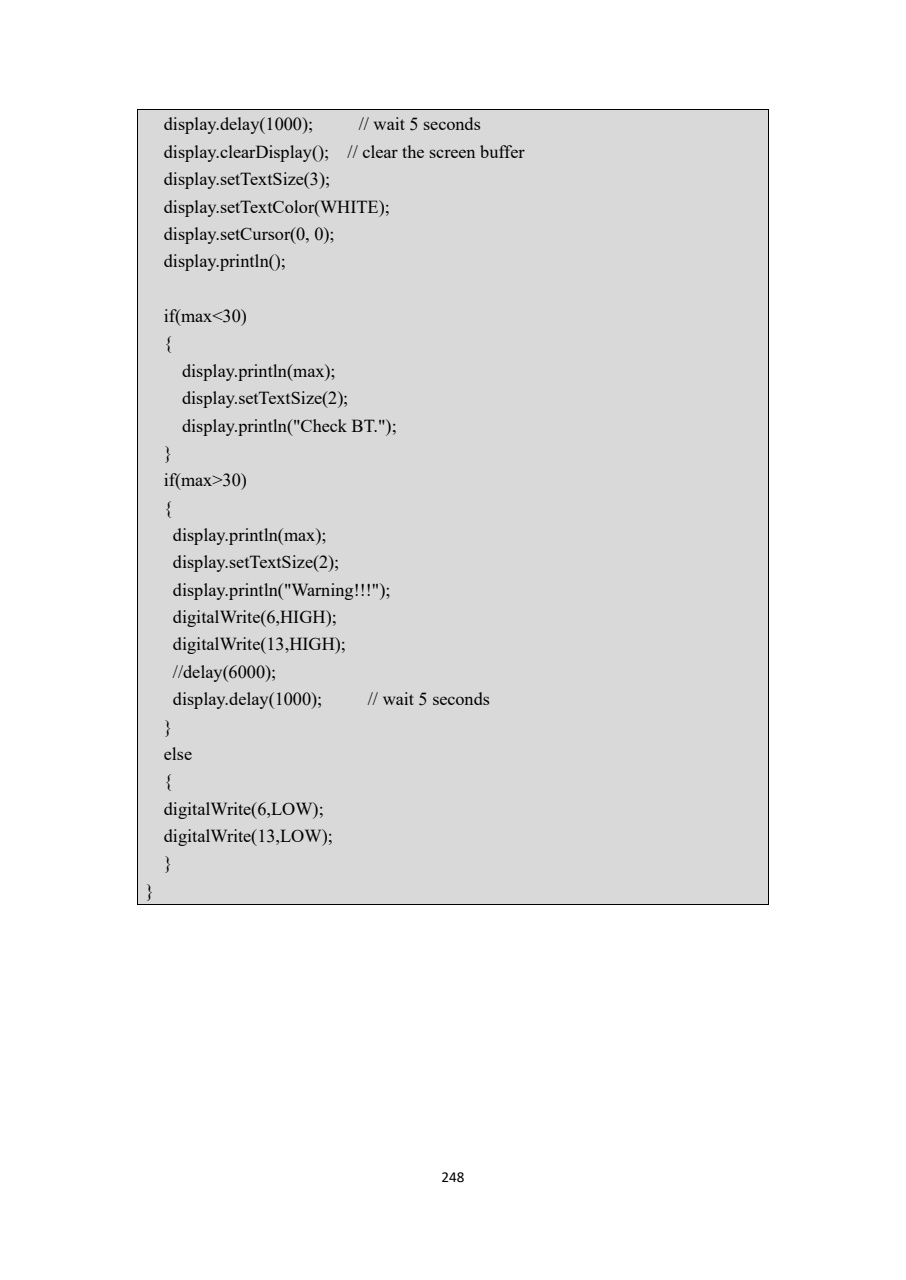 display.delay(1000);          // wait 5 seconds
display.clearDisplay();    // clear the screen buffer
display.setTextSize(3);
display.setTextColor(WHITE);
display.setCursor(0, 0);
display.println();

if(max<30)
{
    display.println(max);
    display.setTextSize(2);
    display.println("Check BT.");
}
if(max>30)
{
  display.println(max);
  display.setTextSize(2);
  display.println("Warning!!!");
  digitalWrite(6,HIGH);
  digitalWrite(13,HIGH);
  //delay(6000);
  display.delay(1000);          // wait 5 seconds
}
else
{
digitalWrite(6,LOW);
digitalWrite(13,LOW);
}
}
248